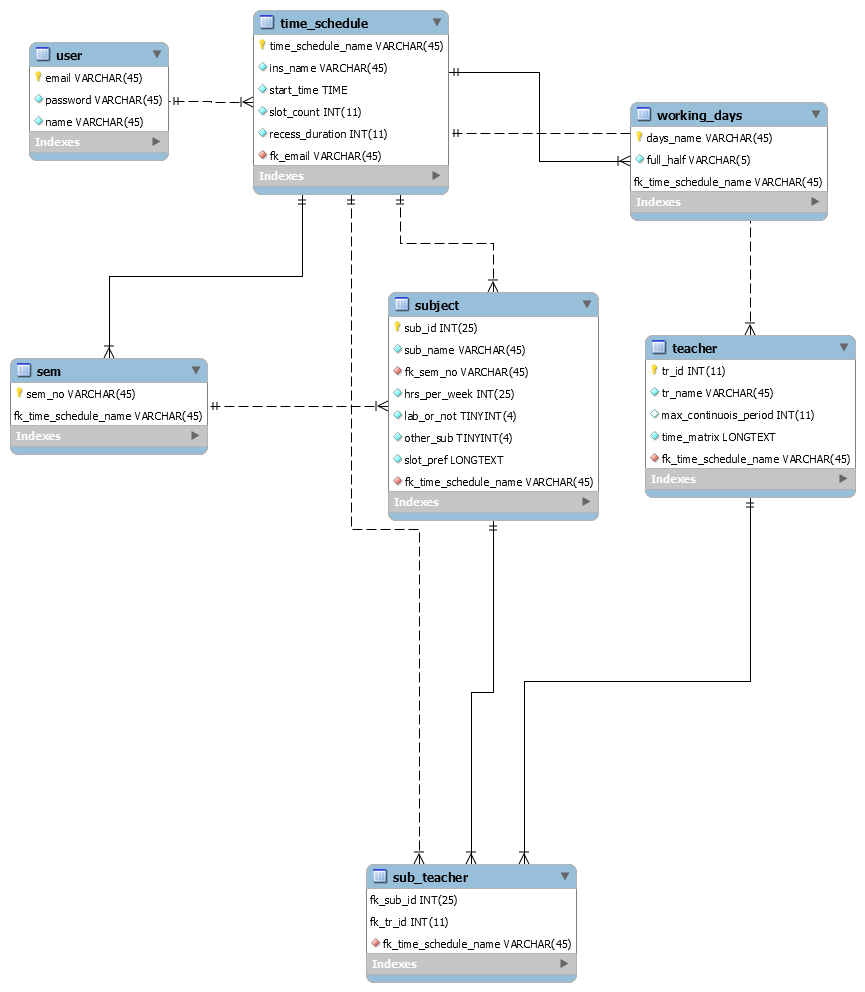 user
email VARCHAR(45)
password VARCHAR(45)
name VARCHAR(45)
Indexes
time_schedule
time_schedule_name VARCHAR(45)
ins_name VARCHAR(45)
start_time TIME
slot_count INT(11)
recess_duration INT(11)
fk_email VARCHAR(45)
Indexes
working_days
days_name VARCHAR(45)
full_half VARCHAR(5)
fk_time_schedule_name VARCHAR(45)
Indexes
sem
sem_no VARCHAR(45)
fk_time_schedule_name VARCHAR(45)
Indexes
subject
sub_id INT(25)
sub_name VARCHAR(45)
fk_sem_no VARCHAR(45)
hrs_per_week INT(25)
lab_or_not TINYINT(4)
other_sub TINYINT(4)
slot_pref LONGTEXT
fk_time_schedule_name VARCHAR(45)
Indexes
teacher
tr_id INT(11)
tr_name VARCHAR(45)
max_continuois_period INT(11)
time_matrix LONGTEXT
fk_time_schedule_name VARCHAR(45)
Indexes
sub_teacher
fk_sub_id INT(25)
fk_tr_id INT(11)
fk_time_schedule_name VARCHAR(45)
Indexes